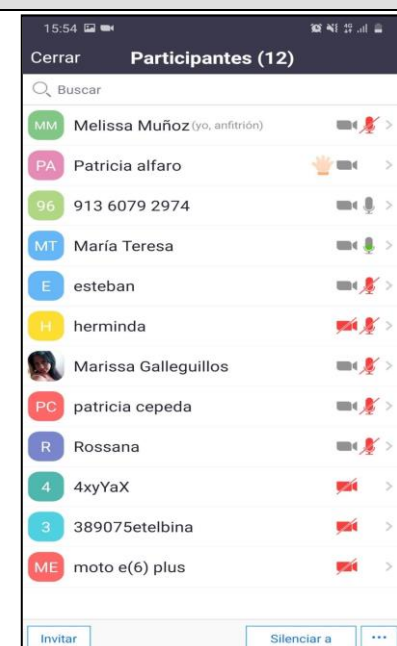 15:54
Cerrar Participantes (12)
Buscar
MM Melissa Muñoz (yo, anfitrión)
PA Patricia alfaro
96 913 6079 2974
MT María Teresa
E esteban
H herminda
Marissa Galleguillos
PC patricia cepeda
R Rossana
4 4xyYaX
3 389075etelbina
ME moto e(6) plus
Invitar Silenciar a ...